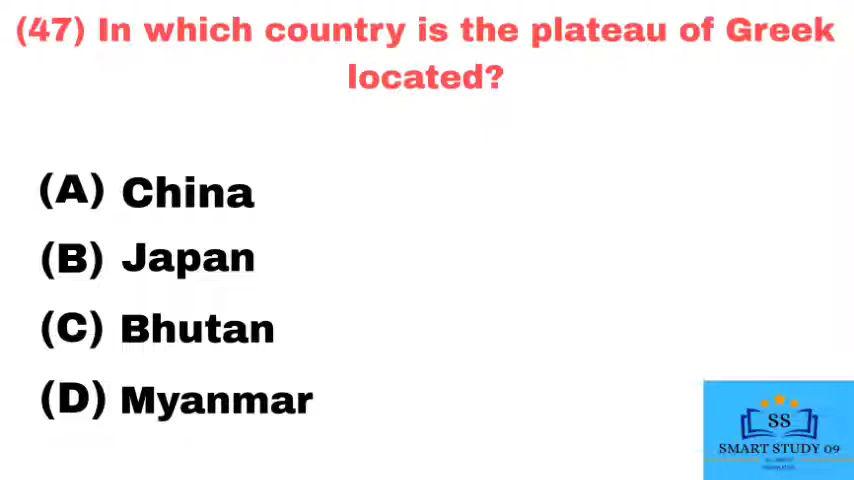 (47) In which country is the plateau of Greek
located?
(A) China
(B) Japan
(C) Bhutan
(D) Myanmar
SS
SMART STUDY 09